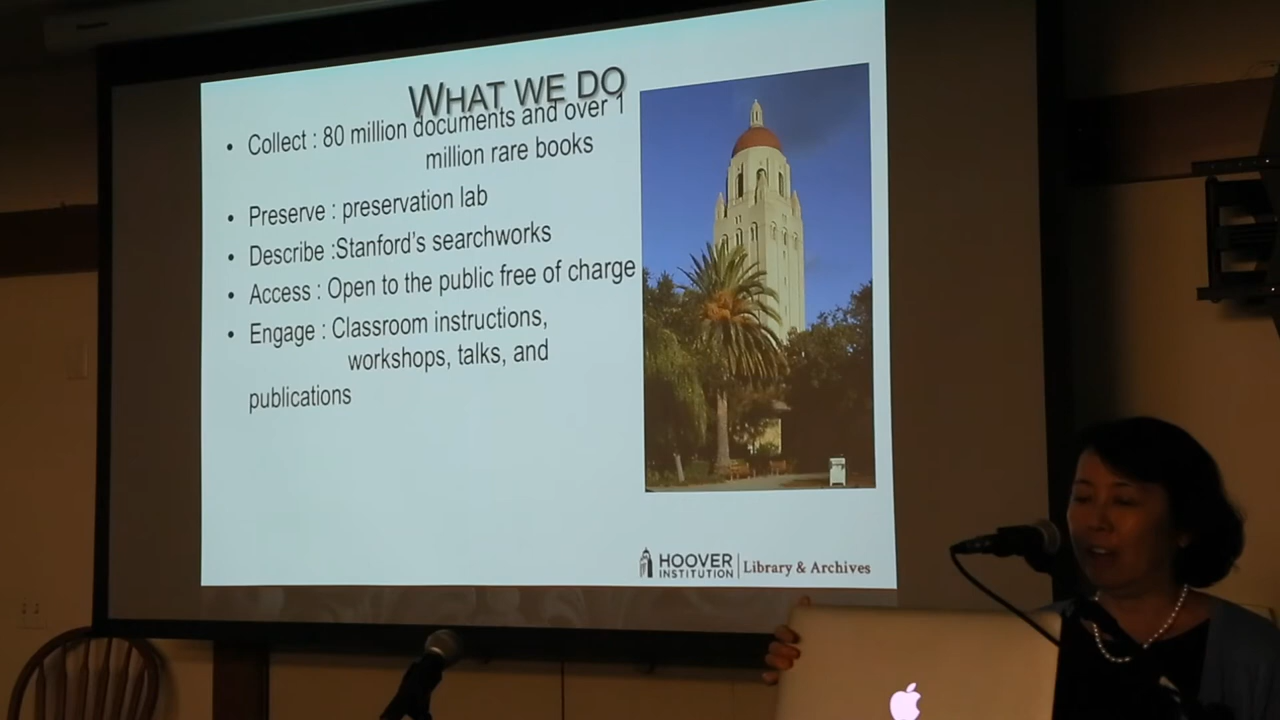 WHAT WE DO
• Collect : 80 million documents and over 1
million rare books
• Preserve : preservation lab
• Describe :Stanford's searchworks
• Access : Open to the public free of charge
• Engage : Classroom instructions,
workshops, talks, and
publications
HOOVER
INSTITUTION
Library & Archives